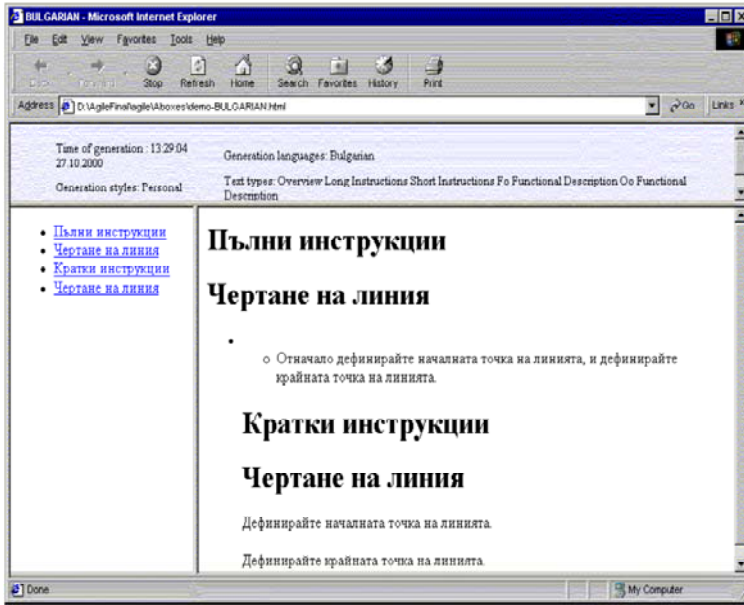 BULGARIAN - Microsoft Internet Explorer
File Edit View Favorites Tools Help
Back Forward Stop Refresh Home Search Favorites History Print
Address D:\AgileFinal\agile\Aboxes\demo-BULGARIAN.html Go Links
Time of generation : 13:29:04
27.10.2000
Generation styles: Personal
Generation languages: Bulgarian
Text types: Overview Long Instructions Short Instructions Fo Functional Description Oo Functional
Description
Пълни инструкции
Чертане на линия
Кратки инструкции
Чертане на линия
Пълни инструкции
Чертане на линия
Отначало дефинирайте началната точка на линията, и дефинирайте
крайната точка на линията.
Кратки инструкции
Чертане на линия
Дефинирайте началната точка на линията.
Дефинирайте крайната точка на линията.
Done My Computer